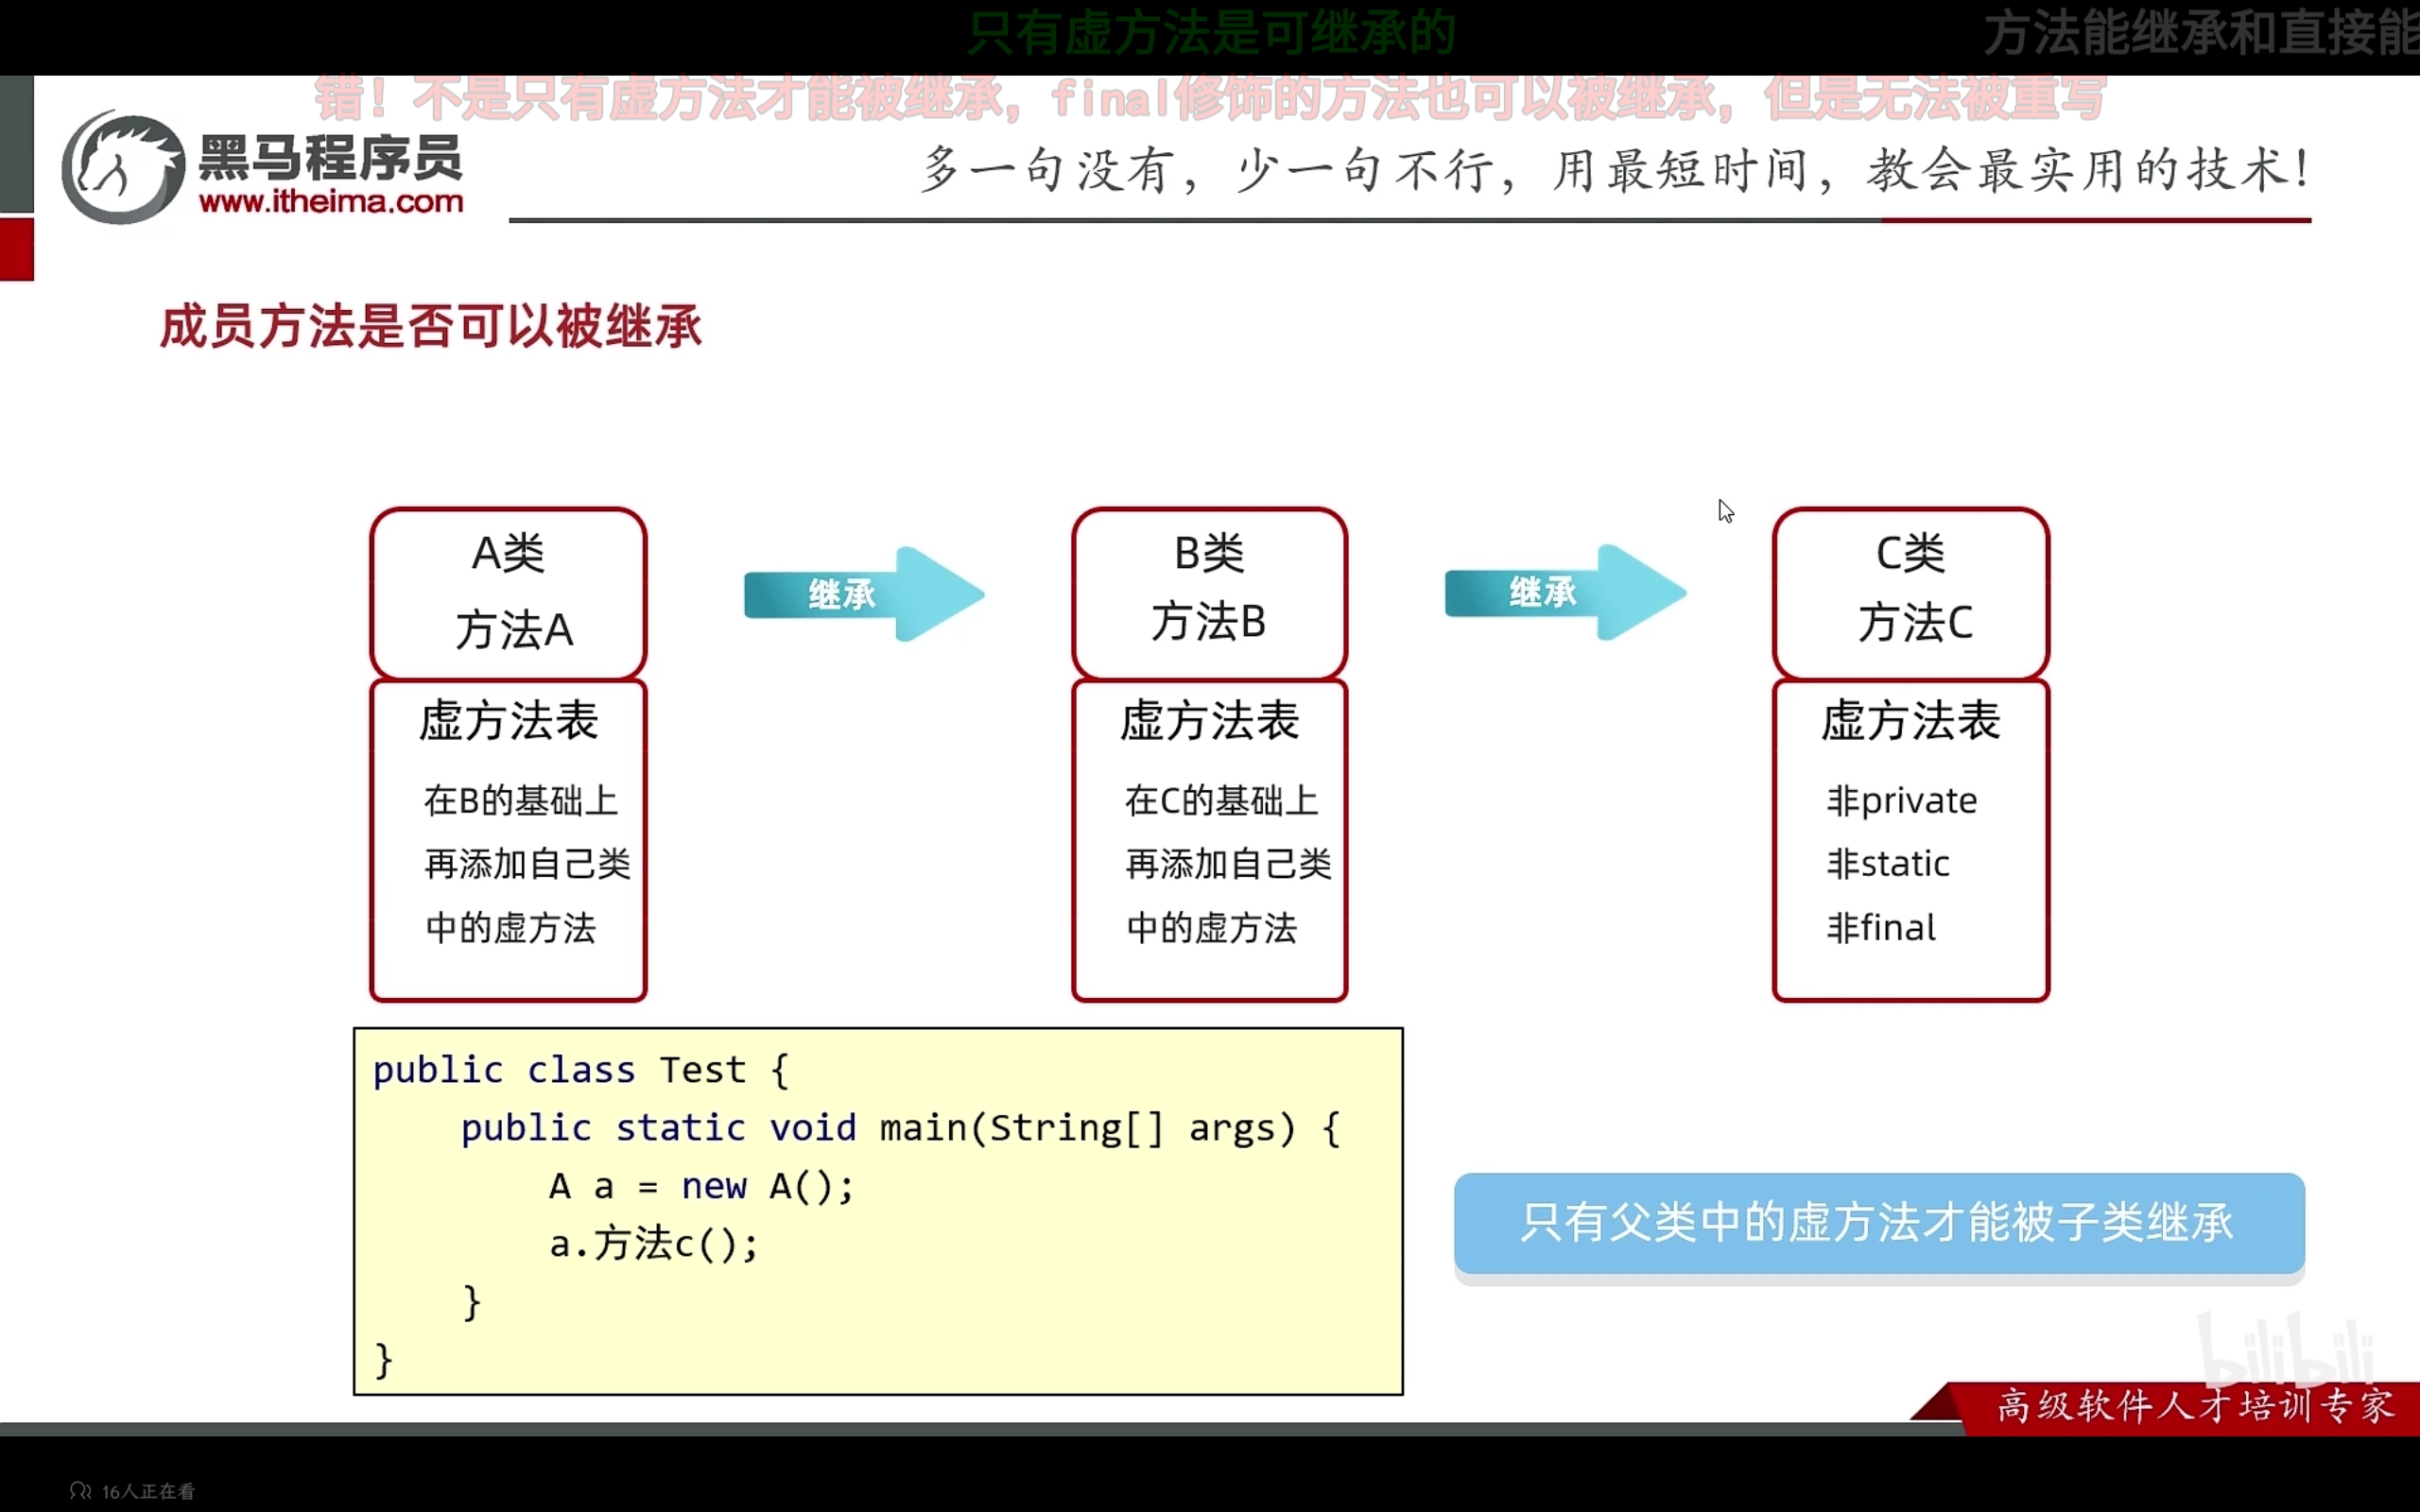 只有虚方法是可继承的
方法能继承和直接能
错！不是只有虚方法才能被继承，final修饰的方法也可以被继承，但是无法被重写
黑马程序员
www.itheima.com
多一句没有，少一句不行，用最短时间，教会最实用的技术！
成员方法是否可以被继承
A类
方法A
继承
B类
方法B
继承
C类
方法C
虚方法表
在B的基础上
再添加自己类
中的虚方法
虚方法表
在C的基础上
再添加自己类
中的虚方法
虚方法表
非private
非static
非final
public class Test {
    public static void main(String[] args) {
        A a = new A();
        a.方法c();
    }
}
只有父类中的虚方法才能被子类继承
bilibili
高级软件人才培训专家
16人正在看